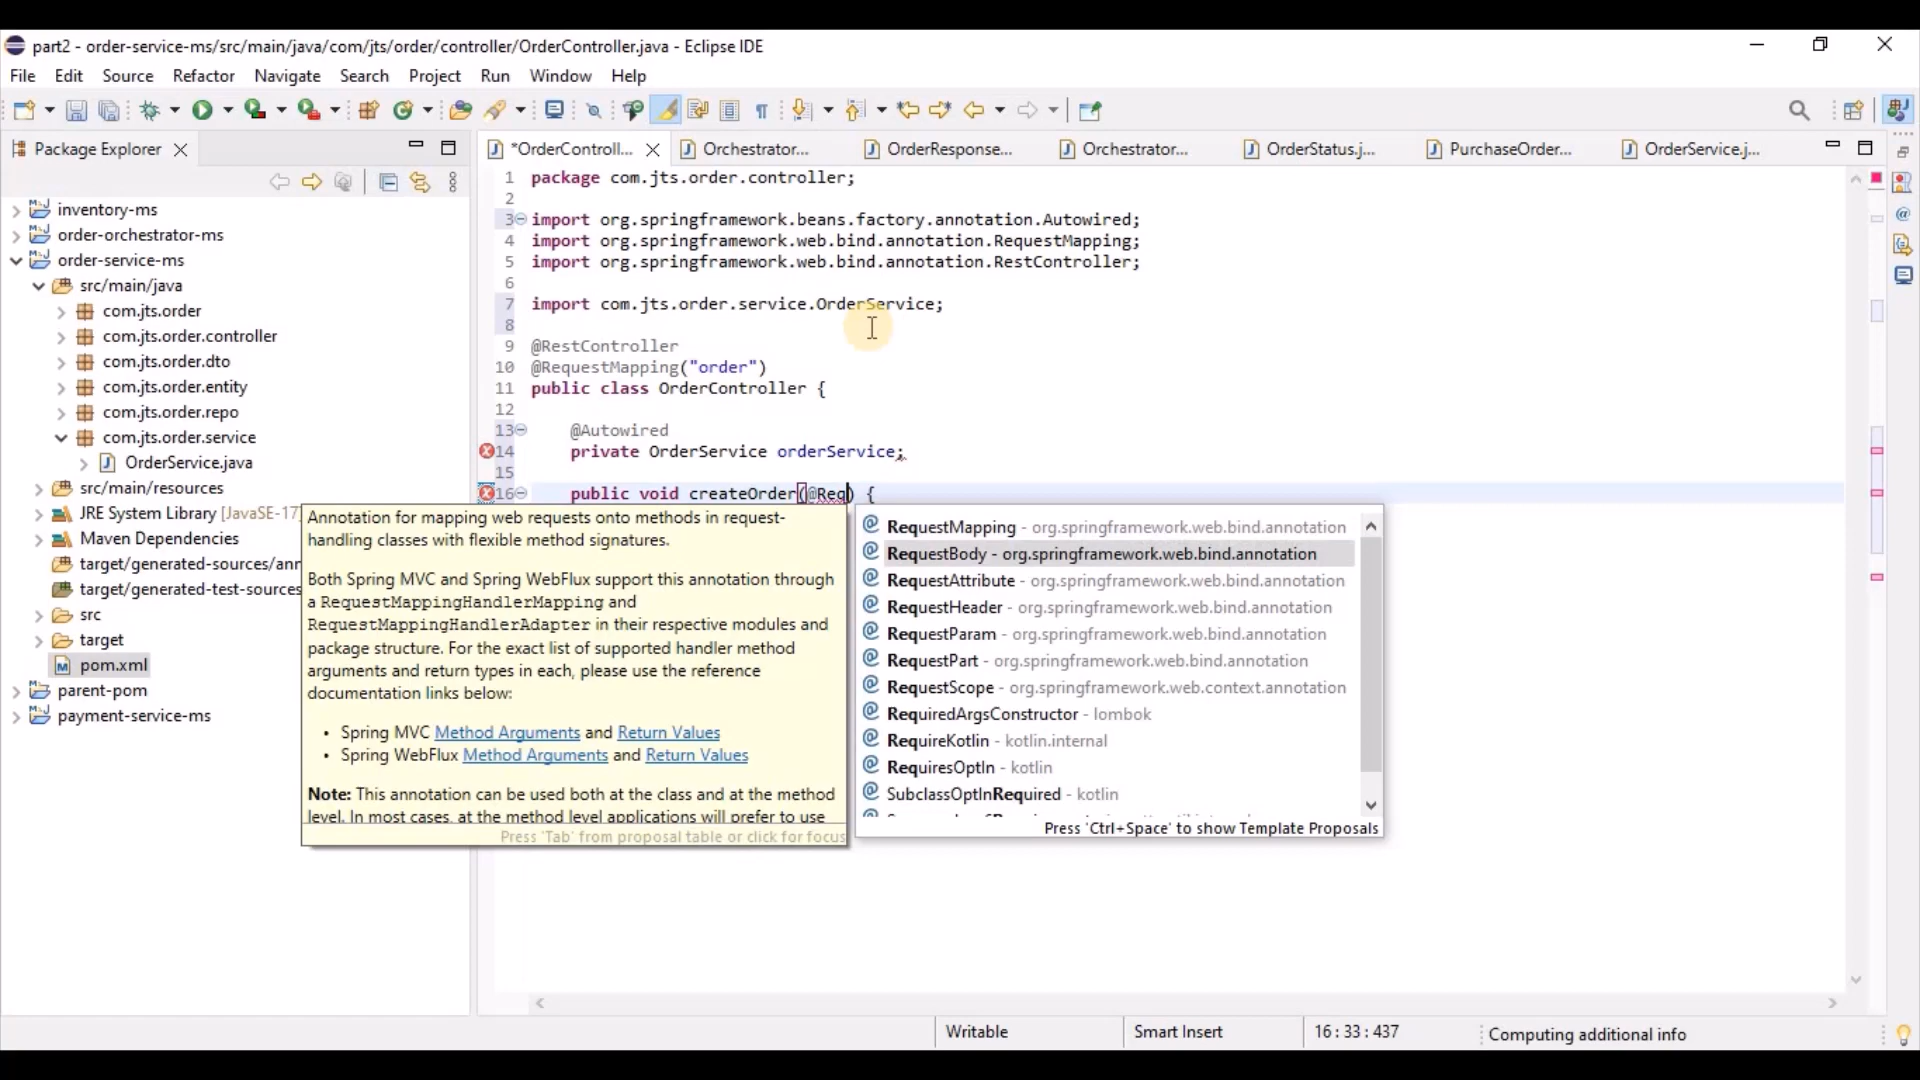 part2 - order-service-ms/src/main/java/com/jts/order/controller/OrderController.java - Eclipse IDE
File Edit Source Refactor Navigate Search Project Run Window Help
Package Explorer
*OrderControll... Orchestrator... OrderResponse... Orchestrator... OrderStatus.j... PurchaseOrder... OrderService.j...
inventory-ms
order-orchestrator-ms
order-service-ms
src/main/java
com.jts.order
com.jts.order.controller
com.jts.order.dto
com.jts.order.entity
com.jts.order.repo
com.jts.order.service
OrderService.java
src/main/resources
JRE System Library [JavaSE-17
Maven Dependencies
target/generated-sources/ann
target/generated-test-sources
src
target
pom.xml
parent-pom
payment-service-ms
1 package com.jts.order.controller;
2
3 import org.springframework.beans.factory.annotation.Autowired;
4 import org.springframework.web.bind.annotation.RequestMapping;
5 import org.springframework.web.bind.annotation.RestController;
6
7 import com.jts.order.service.OrderService;
8
9 @RestController
10 @RequestMapping("order")
11 public class OrderController {
12
13 @Autowired
14 private OrderService orderService;
15
16 public void createOrder(@Req) {
Annotation for mapping web requests onto methods in request-
handling classes with flexible method signatures.
Both Spring MVC and Spring WebFlux support this annotation through
a RequestMappingHandlerMapping and
RequestMappingHandlerAdapter in their respective modules and
package structure. For the exact list of supported handler method
arguments and return types in each, please use the reference
documentation links below:
• Spring MVC Method Arguments and Return Values
• Spring WebFlux Method Arguments and Return Values
Note: This annotation can be used both at the class and at the method
level. In most cases, at the method level applications will prefer to use
Press 'Tab' from proposal table or click for focus
@ RequestMapping - org.springframework.web.bind.annotation
@ RequestBody - org.springframework.web.bind.annotation
@ RequestAttribute - org.springframework.web.bind.annotation
@ RequestHeader - org.springframework.web.bind.annotation
@ RequestParam - org.springframework.web.bind.annotation
@ RequestPart - org.springframework.web.bind.annotation
@ RequestScope - org.springframework.web.context.annotation
@ RequiredArgsConstructor - lombok
@ RequireKotlin - kotlin.internal
@ RequiresOptIn - kotlin
@ SubclassOptInRequired - kotlin
Press 'Ctrl+Space' to show Template Proposals
Writable Smart Insert 16 : 33 : 437 Computing additional info